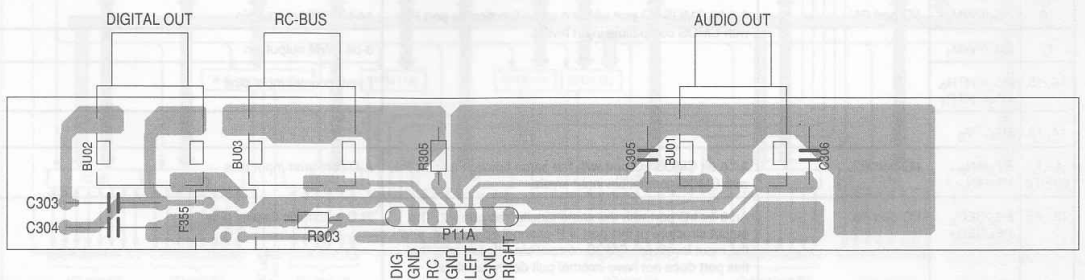 DIGITAL OUT
RC-BUS
AUDIO OUT
BU02
BU03
R305
C305
BU01
C306
C303
C304
F355
R303
P11A
DIG
GND
RC
GND
LEFT
GND
RIGHT